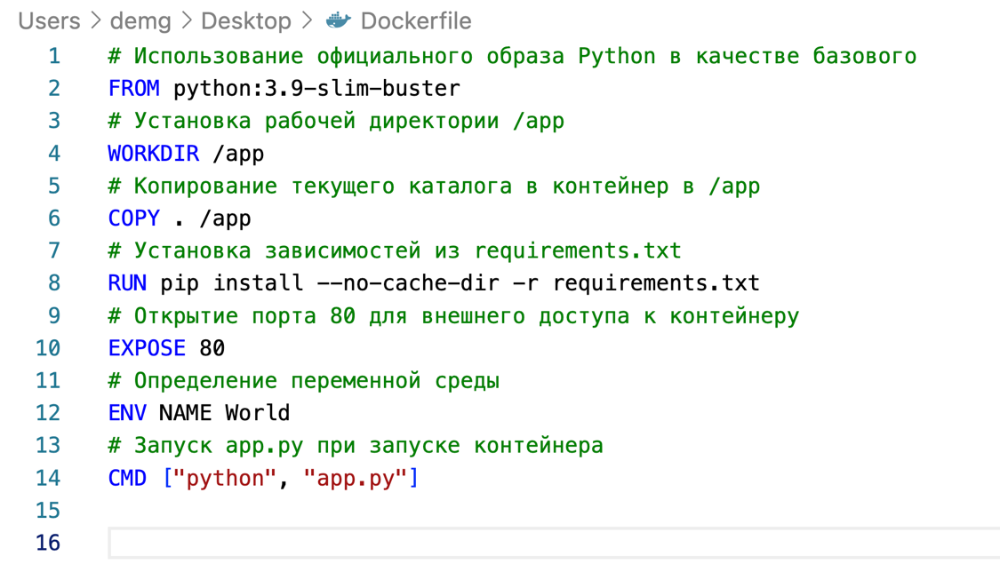 Users > demg > Desktop > Dockerfile
1 # Использование официального образа Python в качестве базового
2 FROM python:3.9-slim-buster
3 # Установка рабочей директории /app
4 WORKDIR /app
5 # Копирование текущего каталога в контейнер в /app
6 COPY . /app
7 # Установка зависимостей из requirements.txt
8 RUN pip install --no-cache-dir -r requirements.txt
9 # Открытие порта 80 для внешнего доступа к контейнеру
10 EXPOSE 80
11 # Определение переменной среды
12 ENV NAME World
13 # Запуск app.py при запуске контейнера
14 CMD ["python", "app.py"]
15
16